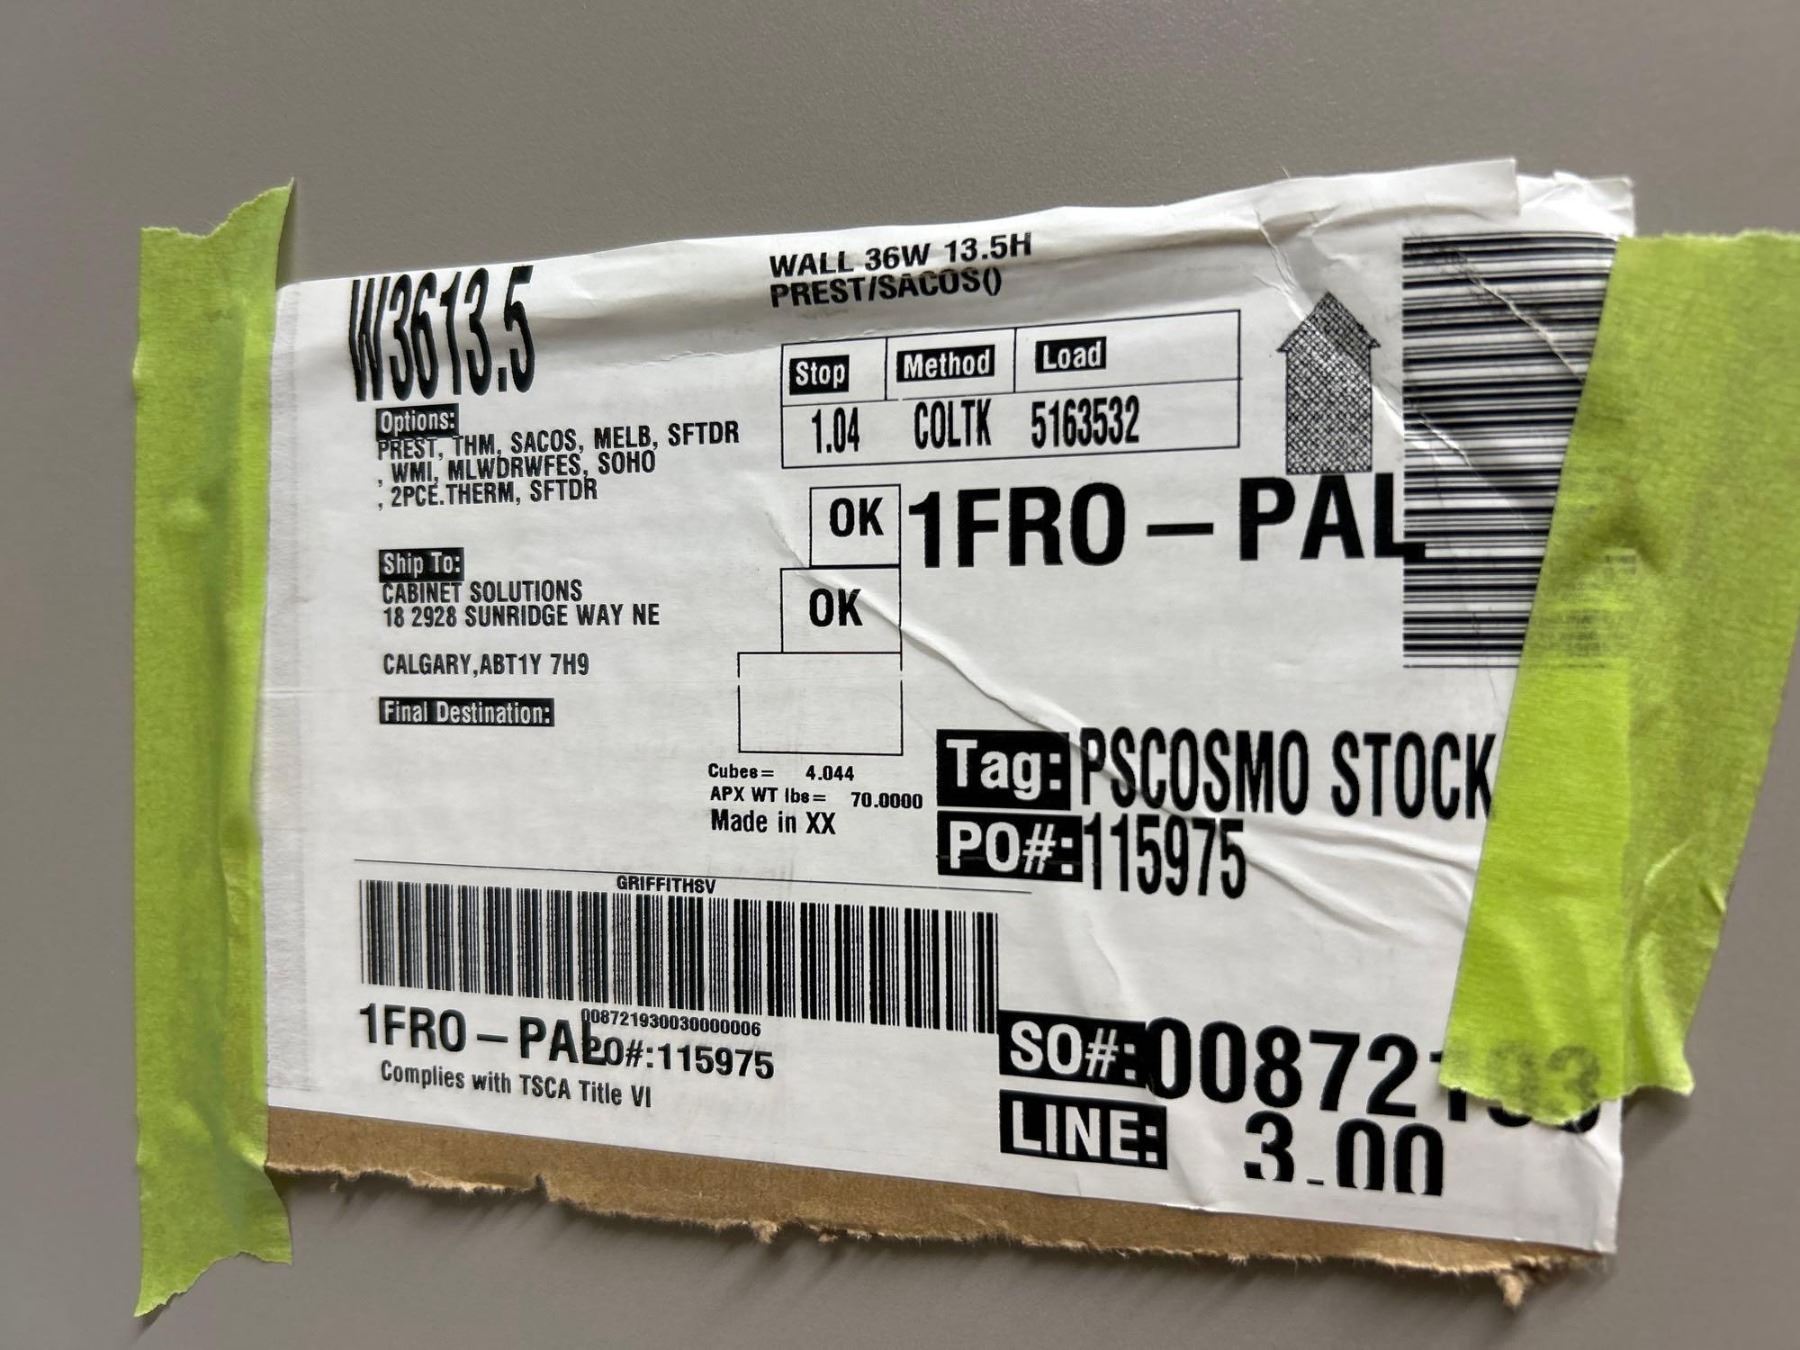 W3613.5
WALL 36W 13.5H
PREST/SACOS()
Options:
PREST, THM, SACOS, MELB, SFTDR
, WMI, MLWDRWFES, SOHO
, 2PCE.THERM, SFTDR
Stop Method Load
1.04 COLTK 5163532
OK
OK
1FRO-PAL
Ship To:
CABINET SOLUTIONS
18 2928 SUNRIDGE WAY NE
CALGARY,ABT1Y 7H9
Final Destination:
Cubes= 4.044
APX WT lbs= 70.0000
Made in XX
Tag: PSCOSMO STOCK
PO#: 115975
GRIFFITHSV
008721930030000006
1FRO-PAL
PO#:115975
Complies with TSCA Title VI
SO#: 00872193
LINE: 3.00